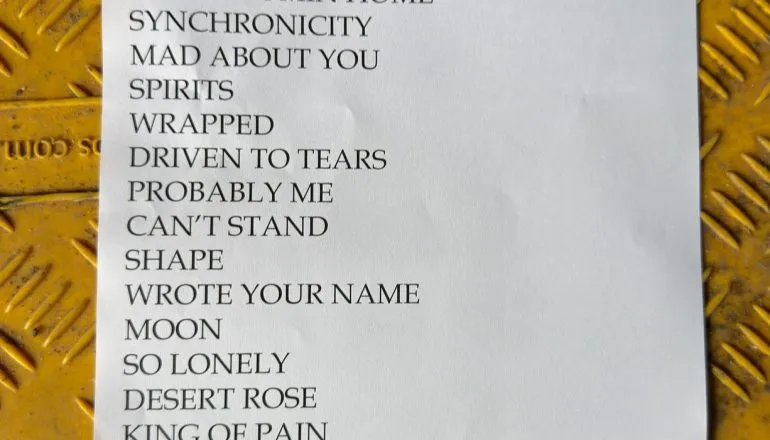 HOME
SYNCHRONICITY
MAD ABOUT YOU
SPIRITS
WRAPPED
DRIVEN TO TEARS
PROBABLY ME
CAN'T STAND
SHAPE
WROTE YOUR NAME
MOON
SO LONELY
DESERT ROSE
KING OF PAIN